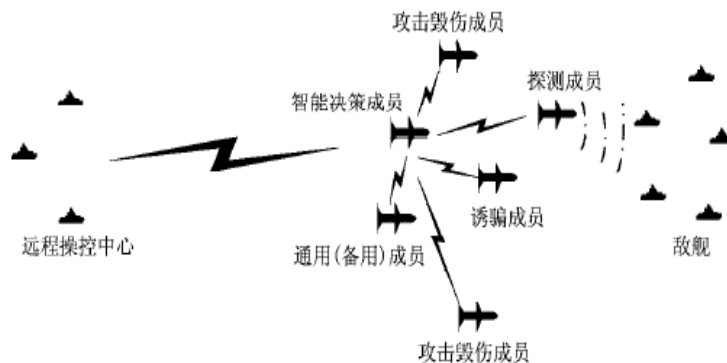 攻击毁伤成员
探测成员
智能决策成员
诱骗成员
远程操控中心
通用(备用)成员
敌舰
攻击毁伤成员